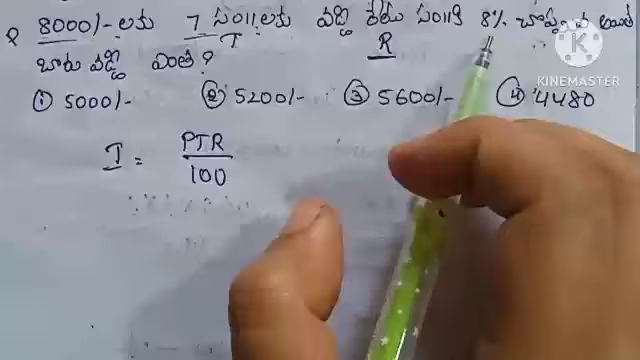 8000/- లకు 7 సం॥లకు వడ్డీ రేటు సం॥కి 8% చొప్పున అయితే
T R
బారు వడ్డీ ఎంత?
① 5000/- ② 5200/- ③ 5600/- ④ 4480
I = PTR
100
KINEMASTER